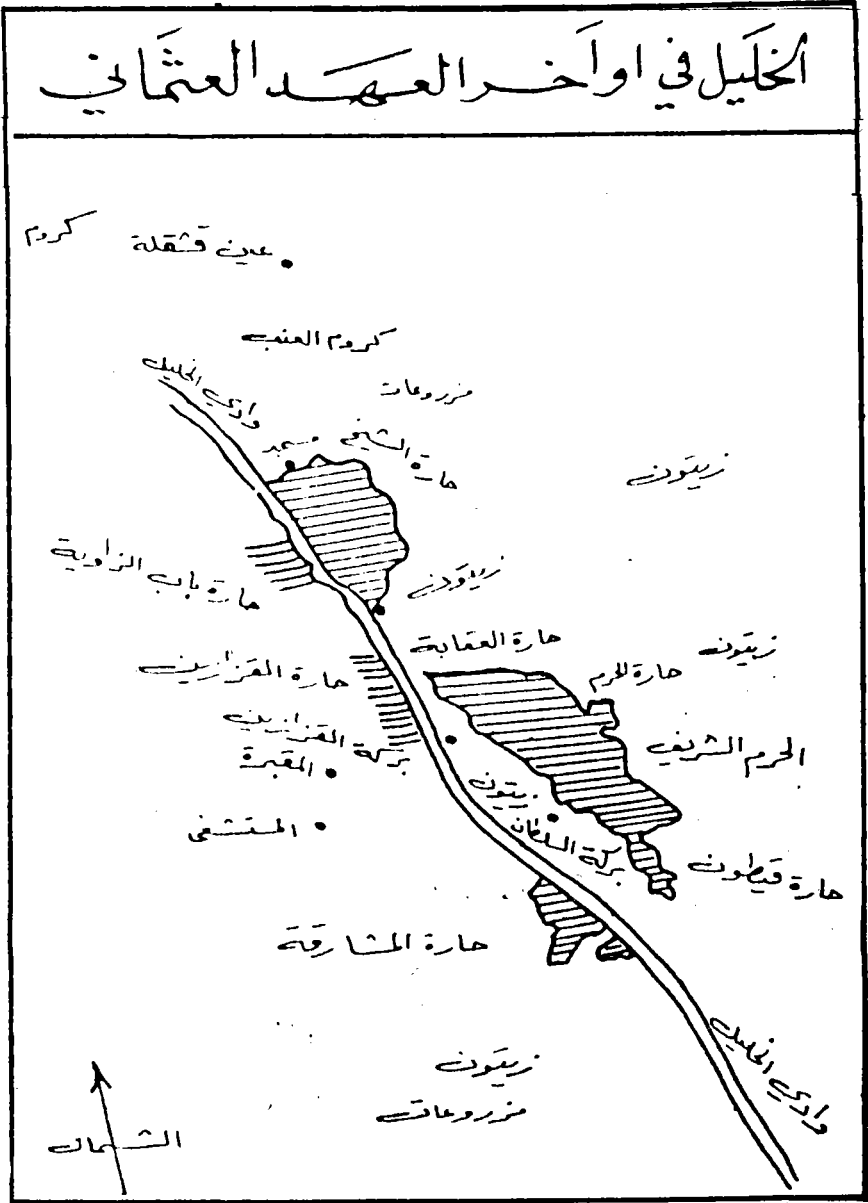 الخليل في اواخر العهد العثماني
كروم
عين قشقلة
كروم العنب
مزروعات
وادي الخليل
مسجد
حارة الشيخ
زيتون
حارة باب الزاوية
زيتون
حارة العقابة
زيتون
حارة القزازين
حارة الحرم
بركة القزازين
الحرم الشريف
المقبرة
زيتون
المستشفى
بركة السلطان
حارة قيطون
حارة المشارقة
وادي الخليل
زيتون
مزروعات
الشمال